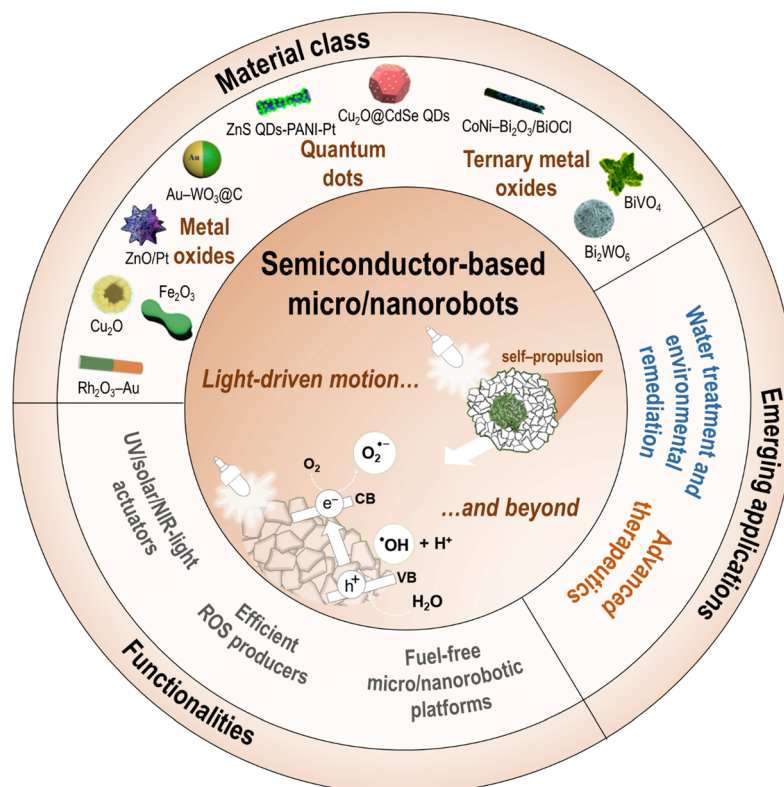 Material class
ZnS QDs-PANI-Pt
Cu₂O@CdSe QDs
CoNi–Bi₂O₃/BiOCl
Quantum
dots
Ternary metal
oxides
Au
Au–WO₃@C
BiVO₄
Bi₂WO₆
ZnO/Pt
Metal
oxides
Fe₂O₃
Cu₂O
Rh₂O₃–Au
Semiconductor-based
micro/nanorobots
self–propulsion
Light-driven motion…
…and beyond
O₂
O₂•−
e−
CB
•OH + H⁺
h⁺
VB
H₂O
Water treatment and
environmental
remediation
Advanced
therapeutics
Emerging applications
UV/solar/NIR-light
actuators
Efficient
ROS producers
Fuel-free
micro/nanorobotic
platforms
Functionalities